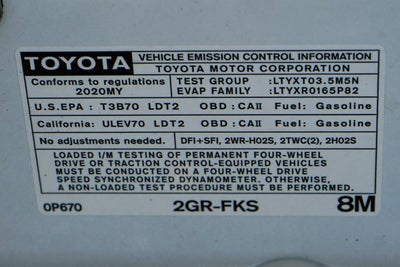 TOYOTA
VEHICLE EMISSION CONTROL INFORMATION
TOYOTA MOTOR CORPORATION
Conforms to regulations
2020MY
TEST GROUP :LTYXT03.5M5N
EVAP FAMILY :LTYXR0165P82
U.S.EPA : T3B70 LDT2 OBD : CAII Fuel: Gasoline
California: ULEV70 LDT2 OBD : CAII Fuel: Gasoline
No adjustments needed. DFI+SFI, 2WR-HO2S, 2TWC(2), 2HO2S
LOADED I/M TESTING OF PERMANENT FOUR-WHEEL
DRIVE OR TRACTION CONTROL-EQUIPPED VEHICLES
MUST BE CONDUCTED ON A FOUR-WHEEL DRIVE
SPEED SYNCHRONIZED DYNAMOMETER. OTHERWISE,
A NON-LOADED TEST PROCEDURE MUST BE PERFORMED.
0P670 2GR-FKS 8M